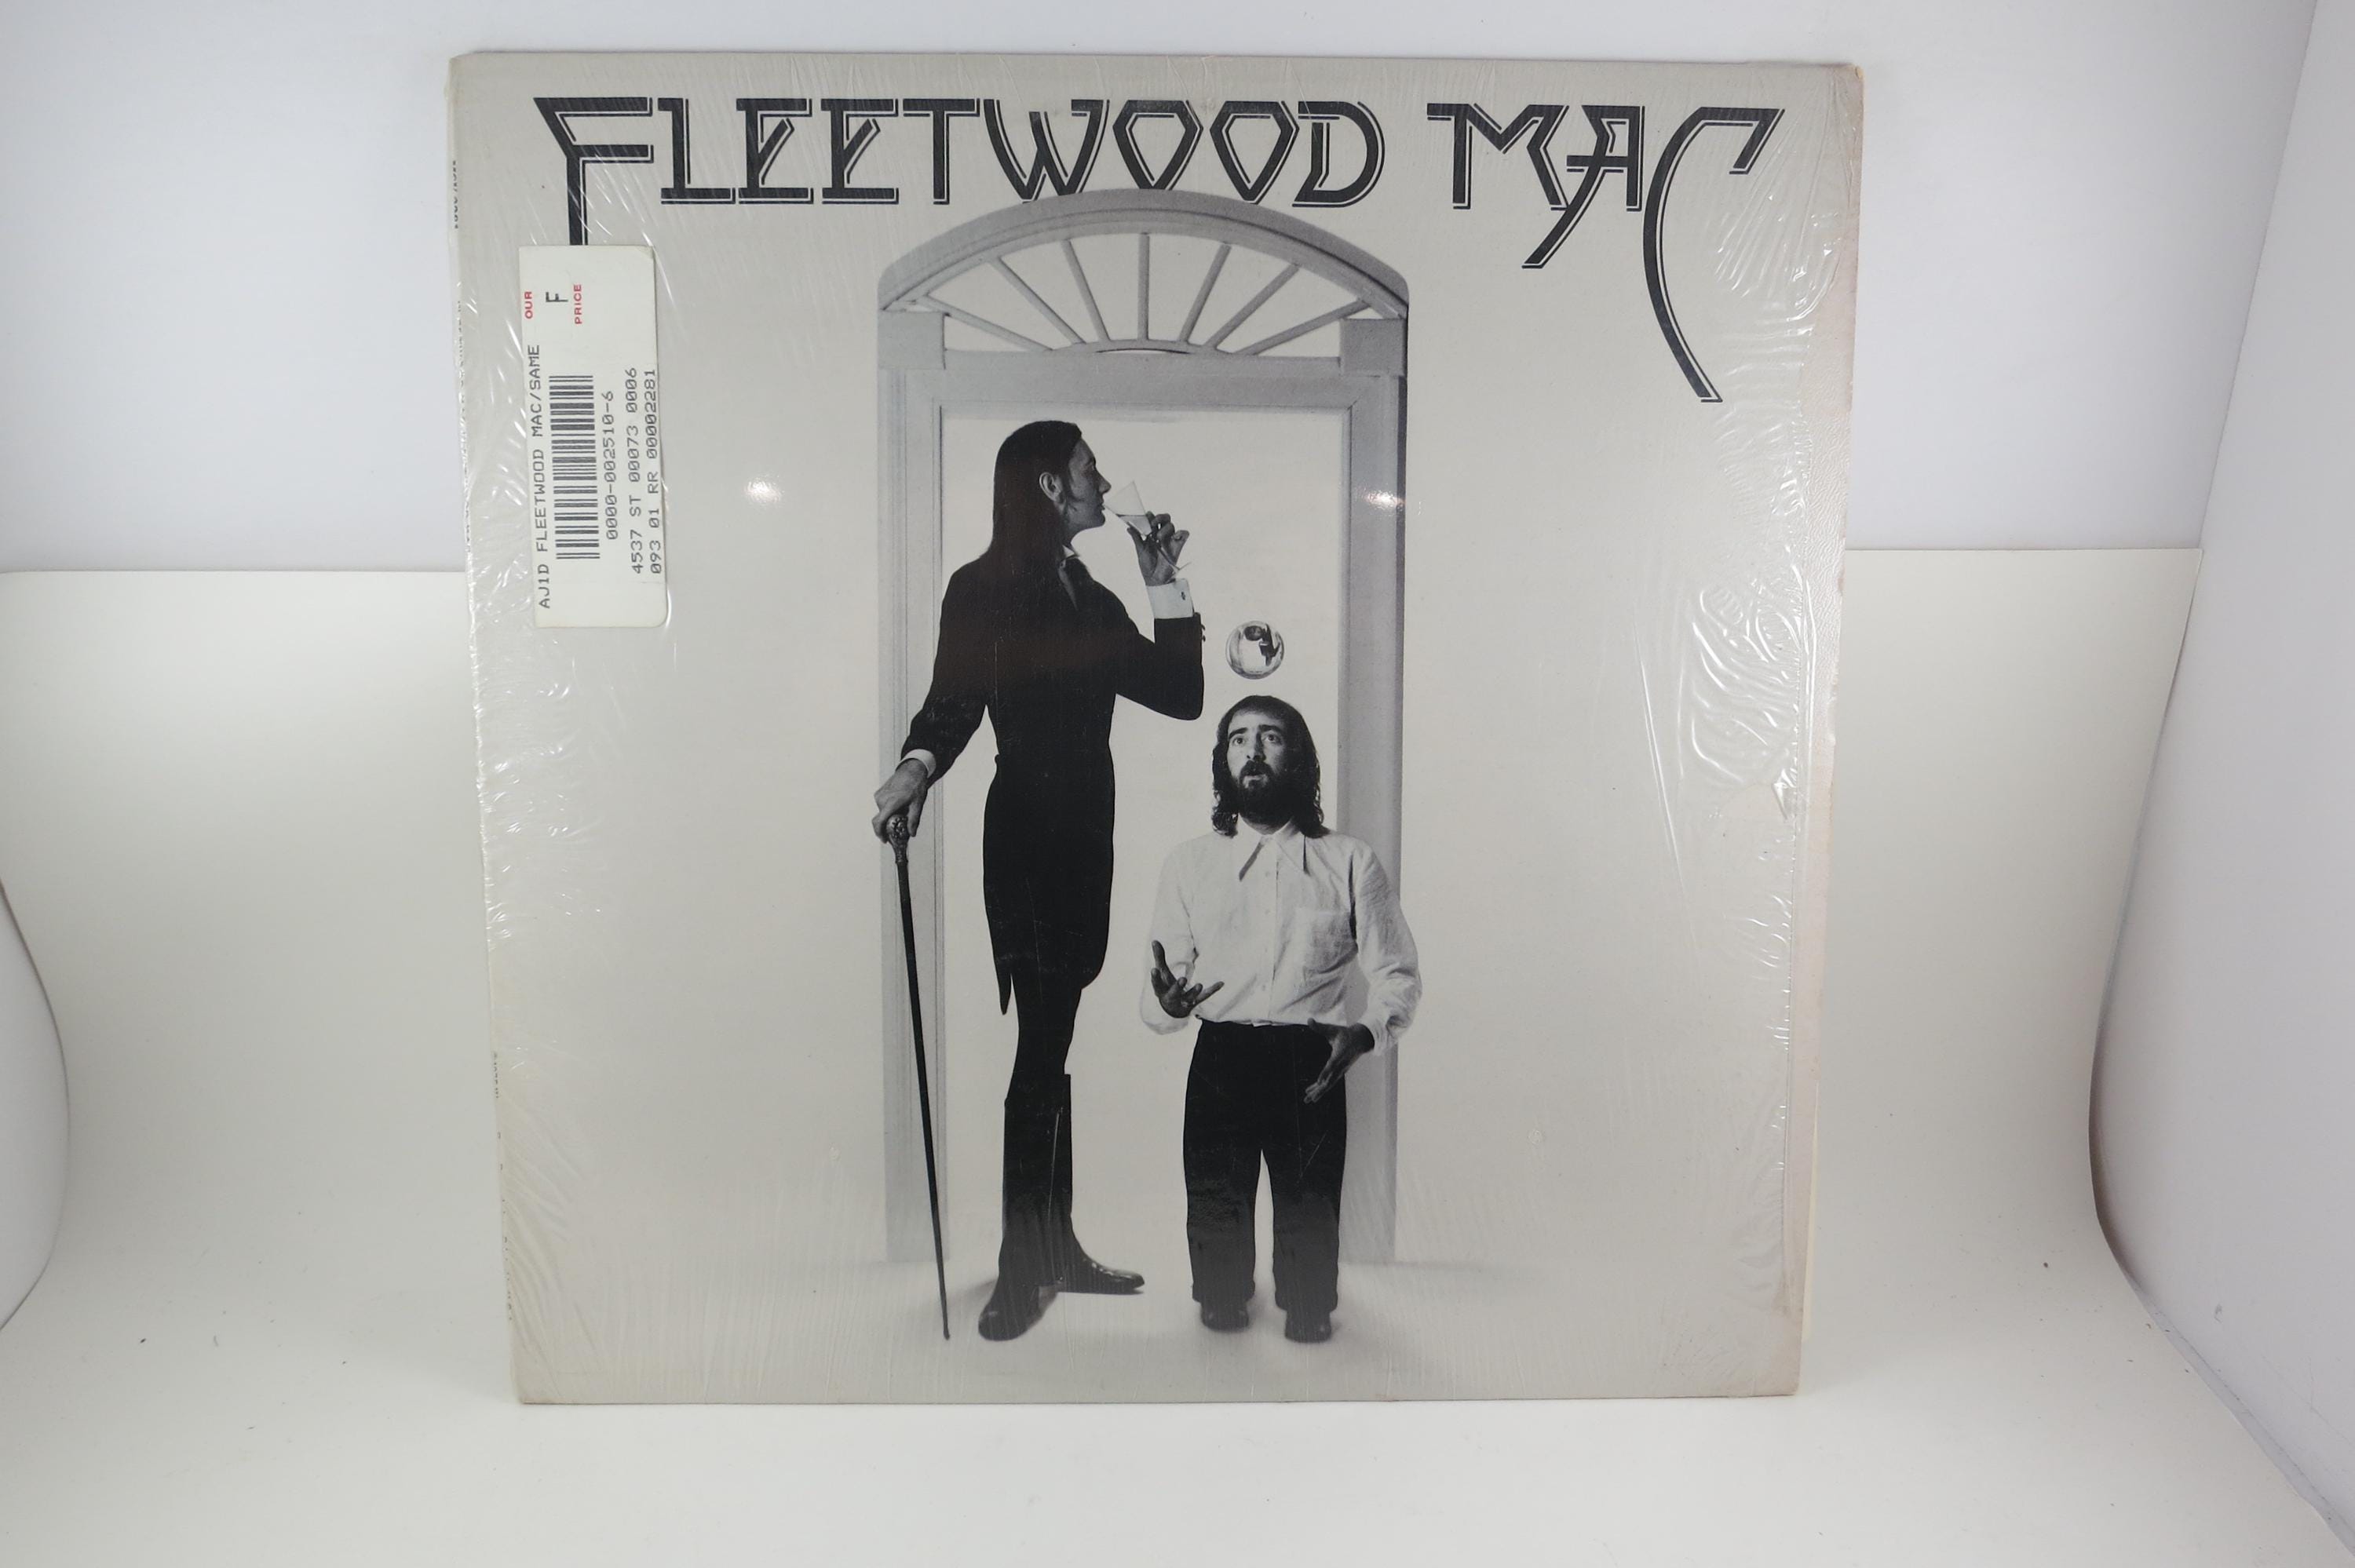 FLEETWOOD MAC
OUR
F
PRICE
AJ1D FLEETWOOD MAC/SAME
0000-002510-6
4537 ST 00073 0006
093 01 RR 00002281